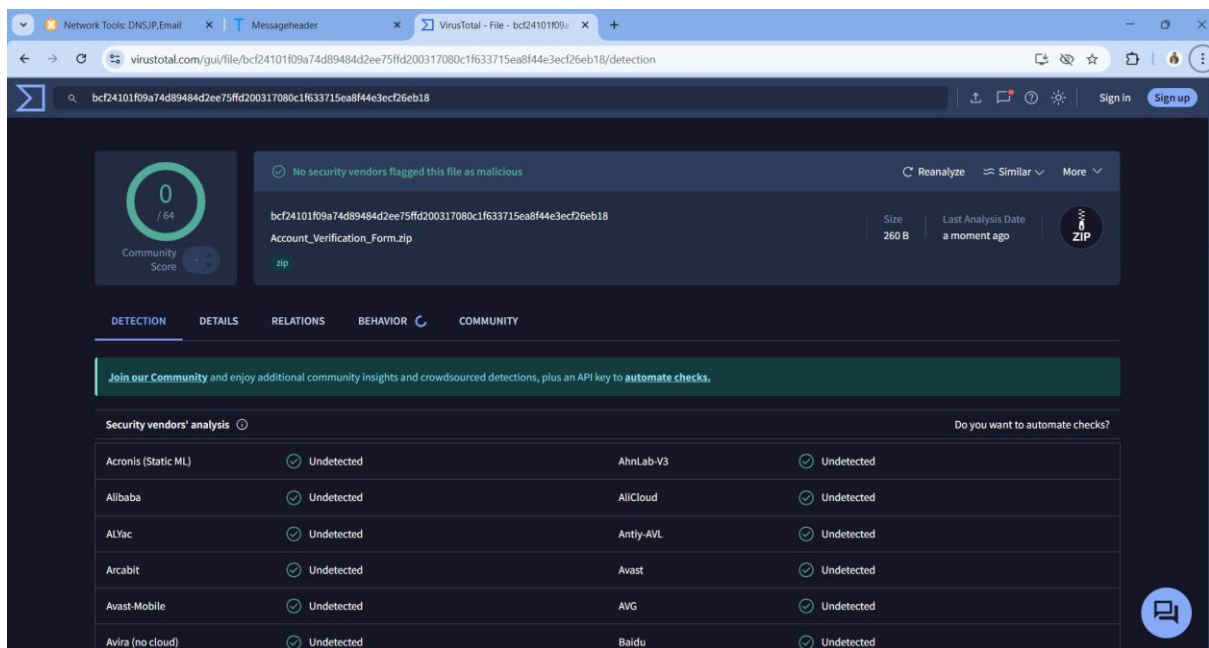 Network Tools: DNS,IP,Email
Messageheader
VirusTotal - File - bcf24101f09a
virustotal.com/gui/file/bcf24101f09a74d89484d2ee75ffd200317080c1f633715ea8f44e3ecf26eb18/detection
bcf24101f09a74d89484d2ee75ffd200317080c1f633715ea8f44e3ecf26eb18
Sign in
Sign up
0
/ 64
Community
Score
-
No security vendors flagged this file as malicious
Reanalyze
Similar
More
bcf24101f09a74d89484d2ee75ffd200317080c1f633715ea8f44e3ecf26eb18
Account_Verification_Form.zip
zip
Size
260 B
Last Analysis Date
a moment ago
ZIP
DETECTION DETAILS RELATIONS BEHAVIOR COMMUNITY
Join our Community and enjoy additional community insights and crowdsourced detections, plus an API key to automate checks.
Security vendors' analysis
Do you want to automate checks?
Acronis (Static ML) Undetected AhnLab-V3 Undetected
Alibaba Undetected AliCloud Undetected
ALYac Undetected Antiy-AVL Undetected
Arcabit Undetected Avast Undetected
Avast-Mobile Undetected AVG Undetected
Avira (no cloud) Undetected Baidu Undetected